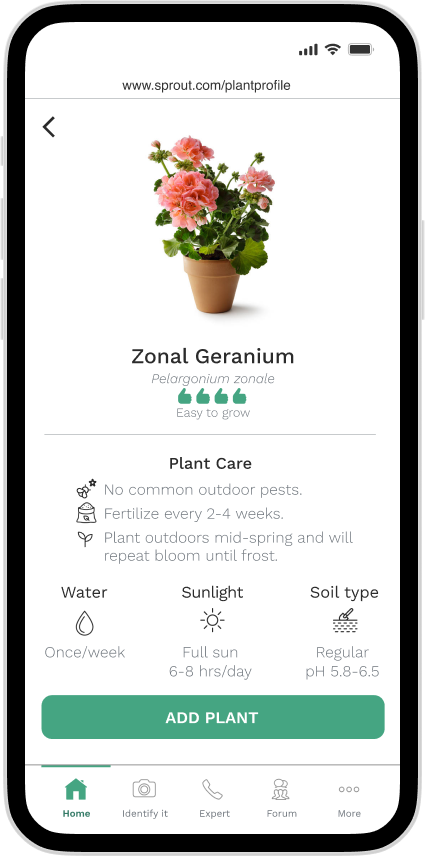 www.sprout.com/plantprofile
Zonal Geranium
Pelargonium zonale
Easy to grow
Plant Care
No common outdoor pests.
Fertilize every 2-4 weeks.
Plant outdoors mid-spring and will
repeat bloom until frost.
Water
Sunlight
Soil type
Once/week
Full sun
6-8 hrs/day
Regular
pH 5.8-6.5
ADD PLANT
Home
Identify it
Expert
Forum
More